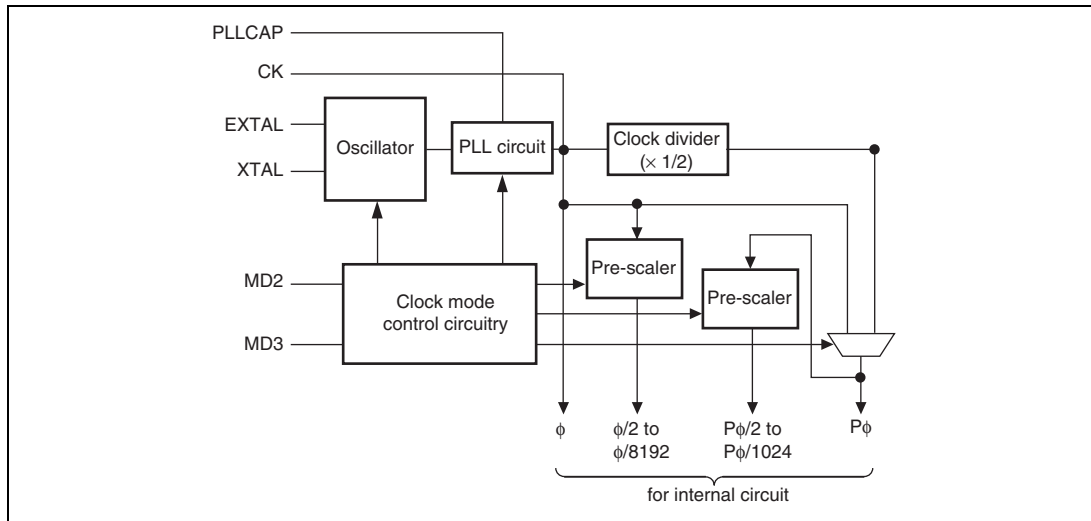 PLLCAP
CK
EXTAL
XTAL
Oscillator
PLL circuit
Clock divider
(× 1/2)
MD2
MD3
Clock mode
control circuitry
Pre-scaler
Pre-scaler
ϕ
ϕ/2 to
ϕ/8192
Pϕ/2 to
Pϕ/1024
Pϕ
for internal circuit